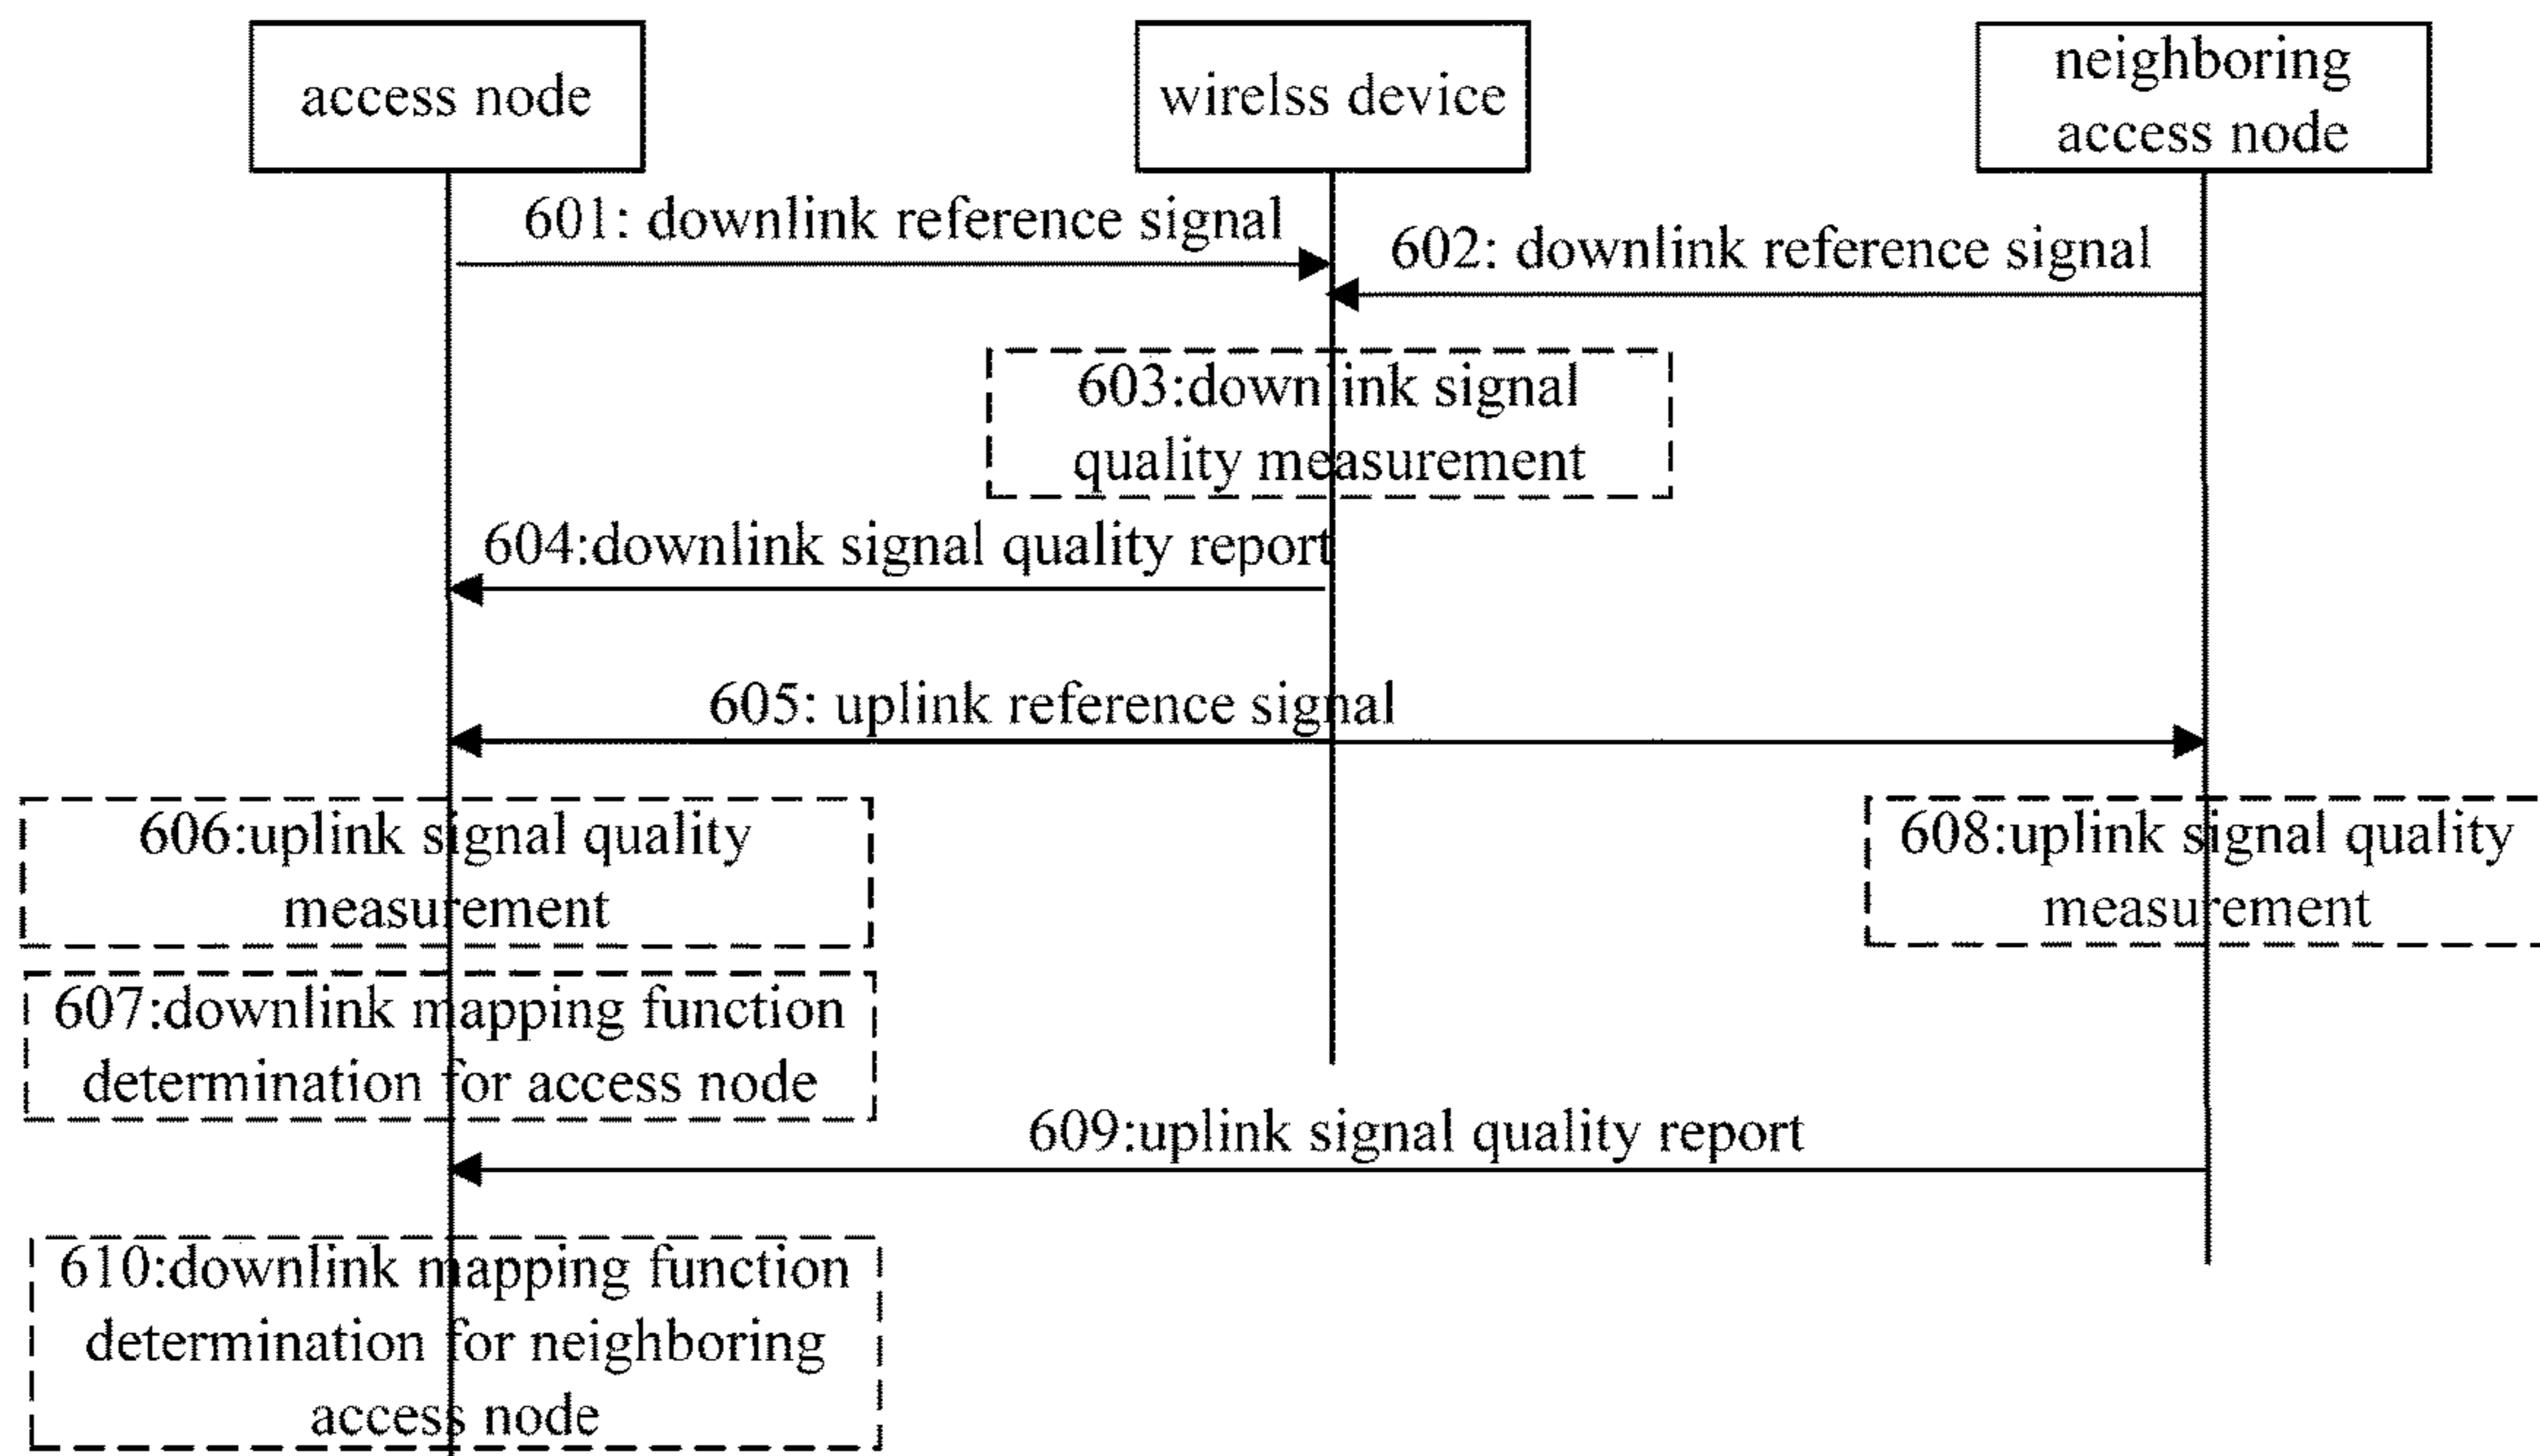 access node
wirelss device
neighboring
access node
601: downlink reference signal
602: downlink reference signal
603:downlink signal
quality measurement
604:downlink signal quality report
605: uplink reference signal
606:uplink signal quality
measurement
608:uplink signal quality
measurement
607:downlink mapping function
determination for access node
609:uplink signal quality report
610:downlink mapping function
determination for neighboring
access node